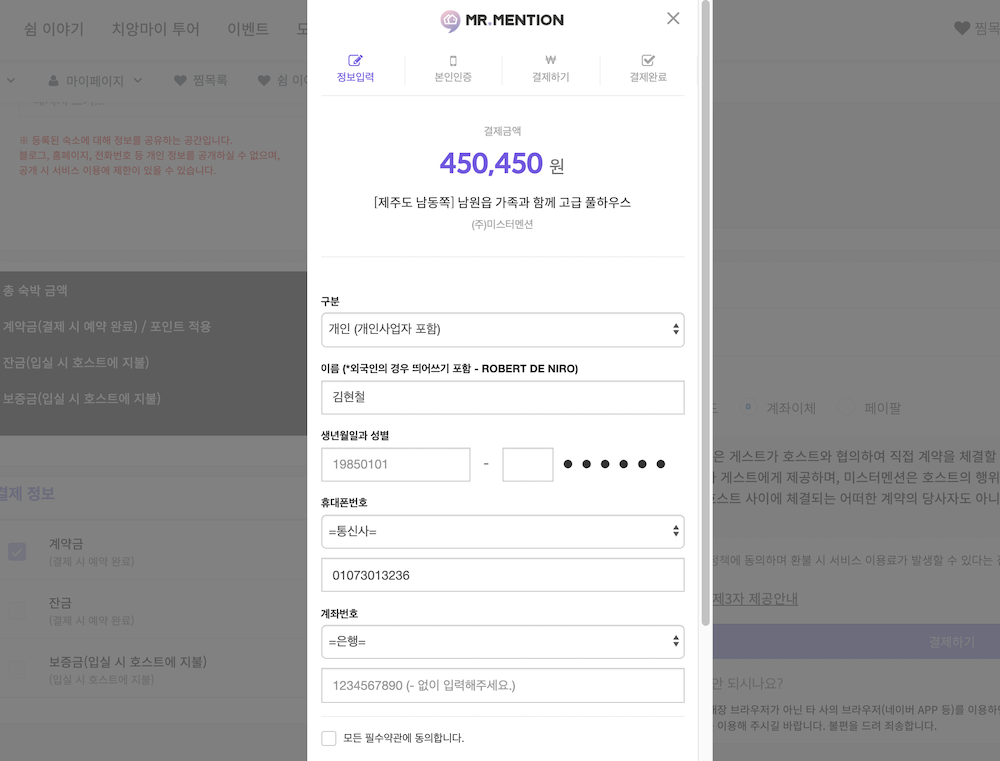 쉼 이야기 치앙마이 투어 이벤트
찜목
마이페이지 찜목록 쉼 이
※ 등록된 숙소에 대해 정보를 공유하는 공간입니다.
블로그, 홈페이지, 전화번호 등 개인 정보를 공개하실 수 없으며,
공개 시 서비스 이용에 제한이 있을 수 있습니다.
총 숙박 금액
계약금(결제 시 예약 완료) / 포인트 적용
잔금(입실 시 호스트에 지불)
보증금(입실 시 호스트에 지불)
결제 정보
계약금
(결제 시 예약 완료)
잔금
(결제 시 예약 완료)
보증금(입실 시 호스트에 지불)
(입실 시 호스트에 지불)
MR.MENTION
정보입력
본인인증
₩
결제하기
결제완료
결제금액
450,450 원
[제주도 남동쪽] 남원읍 가족과 함께 고급 풀하우스
(주)미스터멘션
구분
개인 (개인사업자 포함)
이름 (*외국인의 경우 띄어쓰기 포함 - ROBERT DE NIRO)
김현철
생년월일과 성별
19850101 - ●●●●●●
휴대폰번호
=통신사=
01073013236
계좌번호
=은행=
1234567890 (- 없이 입력해주세요.)
모든 필수약관에 동의합니다.
계좌이체 페이팔
은 게스트가 호스트와 협의하여 직접 계약을 체결할
게스트에게 제공하며, 미스터멘션은 호스트의 행위
스트 사이에 체결되는 어떠한 계약의 당사자도 아니
정책에 동의하며 환불 시 서비스 이용료가 발생할 수 있다는
제3자 제공안내
결제하기
안 되시나요?
장 브라우저가 아닌 타 사의 브라우저(네이버 APP 등)를 이용하
이용해 주시길 바랍니다. 불편을 드려 죄송합니다.